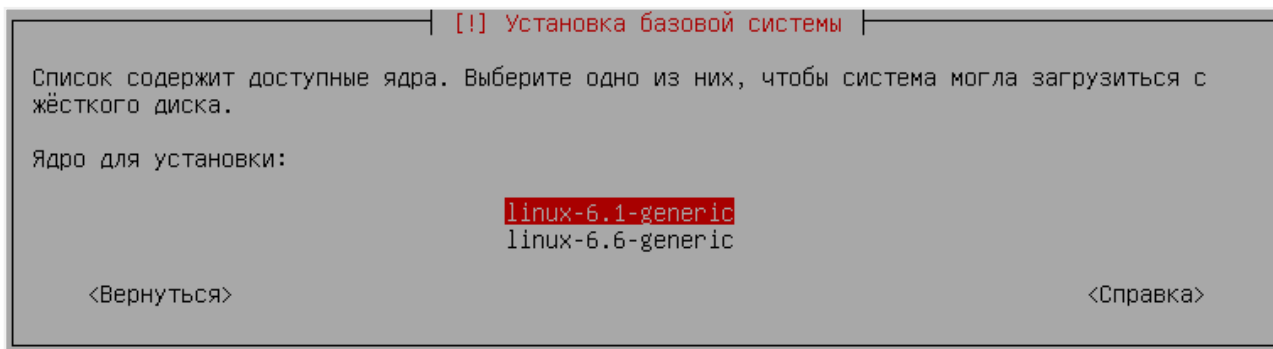 [!] Установка базовой системы
Список содержит доступные ядра. Выберите одно из них, чтобы система могла загрузиться с
жёсткого диска.
Ядро для установки:
linux-6.1-generic
linux-6.6-generic
<Вернуться> <Справка>